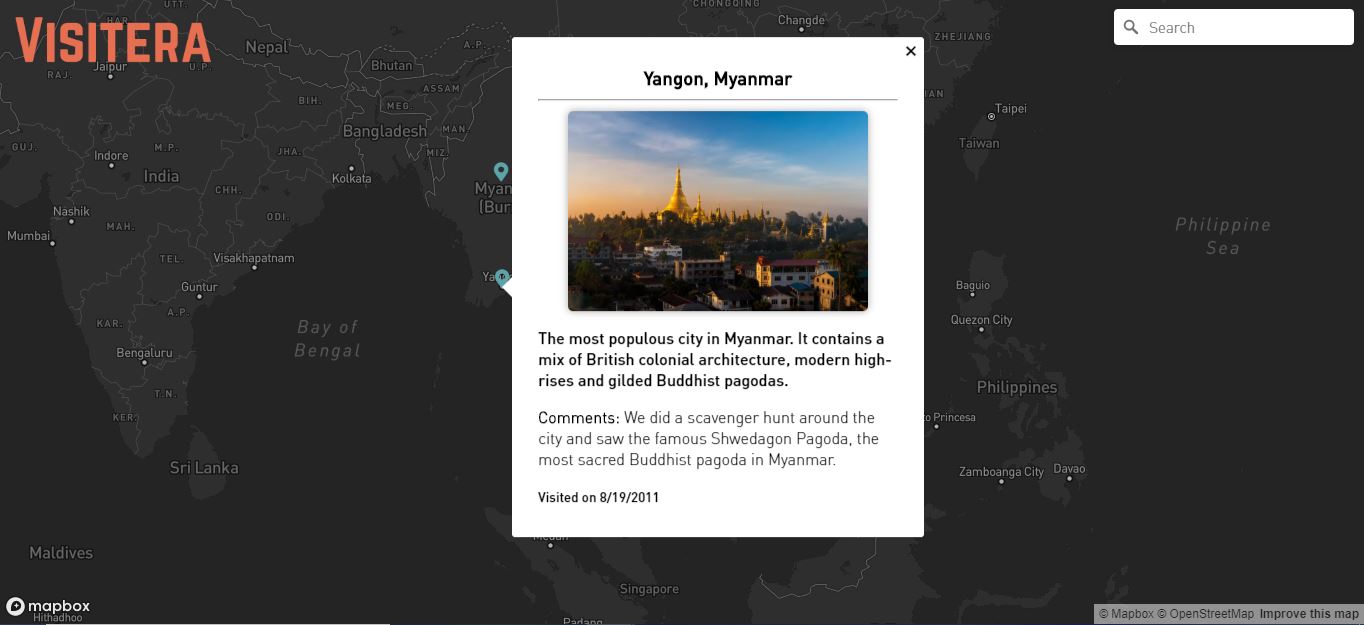 VISITERA
Search
Yangon, Myanmar
The most populous city in Myanmar. It contains a
mix of British colonial architecture, modern high-
rises and gilded Buddhist pagodas.
Comments: We did a scavenger hunt around the
city and saw the famous Shwedagon Pagoda, the
most sacred Buddhist pagoda in Myanmar.
Visited on 8/19/2011
UTT.
CHONGQING
Changde
ZHEJIANG
Nepal
A.P.
HAR.
U.P.
RAJ.
Jaipur
Bhutan
ASSAM
BIH.
MEG.
Taipei
Bangladesh
MAN.
Taiwan
GUJ.
M.P.
JHA.
MIZ.
Indore
India
Kolkata
CHH.
Myan
(Bur
Nashik
ODI.
MAH.
Philippine
Sea
Mumbai
TEL.
Visakhapatnam
Guntur
Baguio
A.P.
KAR.
Bay of
Bengal
Quezon City
Bengaluru
T.N.
Philippines
KER.
to Princesa
Sri Lanka
Zamboanga City
Davao
Medan
Maldives
Singapore
mapbox
Hithadhoo
Padang
© Mapbox © OpenStreetMap Improve this map